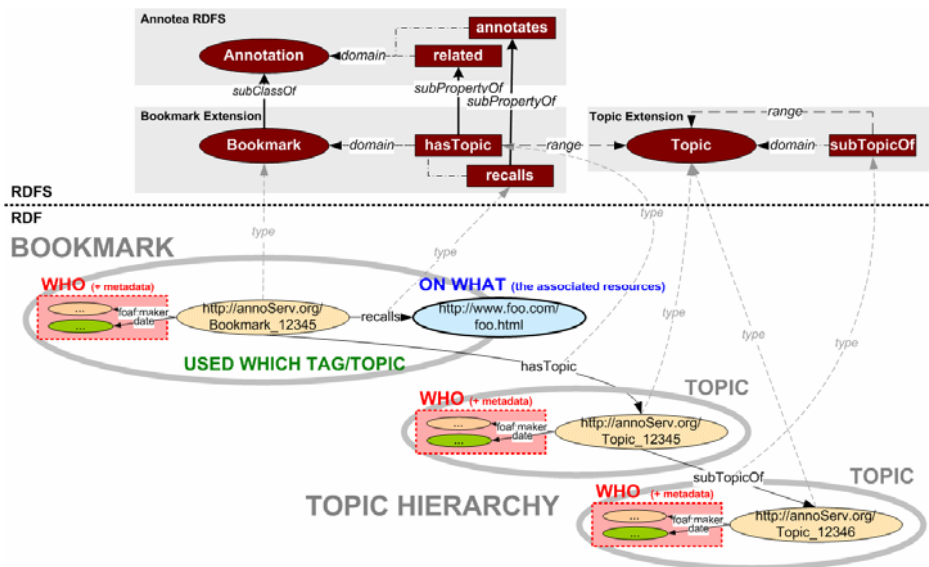 Annotea RDFS
annotates
Annotation
domain
related
subClassOf
subPropertyOf
subPropertyOf
Bookmark Extension
Topic Extension
range
Bookmark
domain
hasTopic
range
Topic
domain
subTopicOf
recalls
RDFS
RDF
type
type
type
type
type
type
BOOKMARK
WHO (+ metadata)
ON WHAT (the associated resources)
...
foaf:maker
date
...
http://annoServ.org/
Bookmark_12345
recalls
http://www.foo.com/
foo.html
USED WHICH TAG/TOPIC
hasTopic
TOPIC
WHO (+ metadata)
...
foaf:maker
date
...
http://annoServ.org/
Topic_12345
subTopicOf
TOPIC
TOPIC HIERARCHY
WHO (+ metadata)
...
foaf:maker
date
...
http://annoServ.org/
Topic_12346